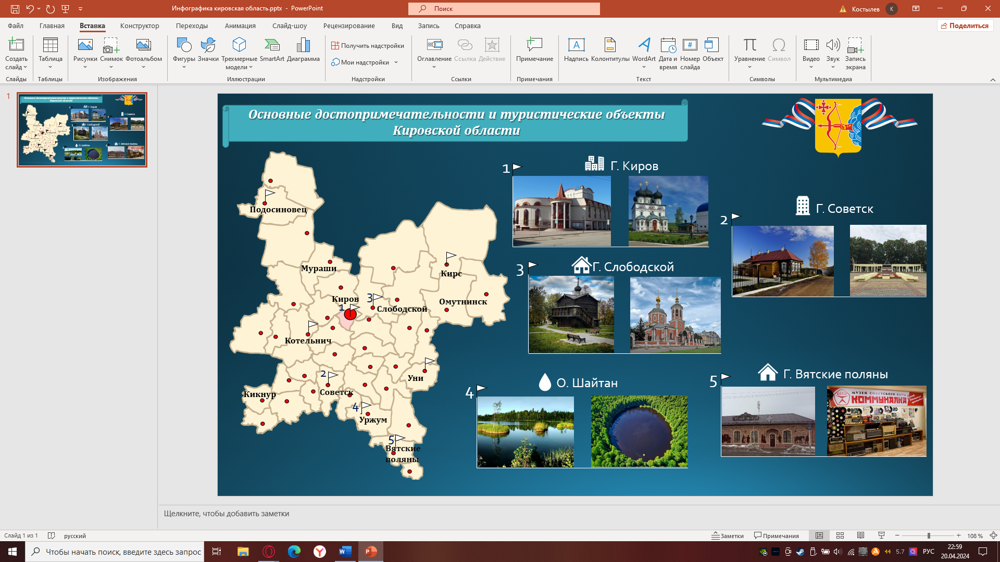 Инфографика кировская область.pptx - PowerPoint
Поиск
Костылев
К
Файл Главная Вставка Конструктор Переходы Анимация Слайд-шоу Рецензирование Вид Запись Справка
Поделиться
Создать слайд
Таблица
Рисунки
Снимок
Фотоальбом
Фигуры
Значки
Трехмерные модели
SmartArt
Диаграмма
Получить надстройки
Мои надстройки
Оглавление
Ссылка
Действие
Примечание
Надпись
Колонтитулы
WordArt
Дата и время
Номер слайда
Объект
Уравнение
Символ
Видео
Звук
Запись экрана
Слайды Таблицы Изображения Иллюстрации Надстройки Ссылки Примечания Текст Символы Мультимедиа
1
Основные достопримечательности и туристические объекты
Кировской области
Подосиновец
Мураши
Кирс
Киров
3
Омутнинск
1
Слободской
Котельнич
2
Уни
Советск
Кикнур
4
Уржум
5
Вятские
поляны
1
Г. Киров
2
Г. Советск
3
Г. Слободской
4
О. Шайтан
5
Г. Вятские поляны
МУЗЕЙ СОВЕТСКОГО БЫТА
КОММУНАЛКА
СССР
Щелкните, чтобы добавить заметки
Слайд 1 из 1
русский
Заметки
Примечания
108 %
Чтобы начать поиск, введите здесь запрос
44
5.7
РУС
22:59
20.04.2024